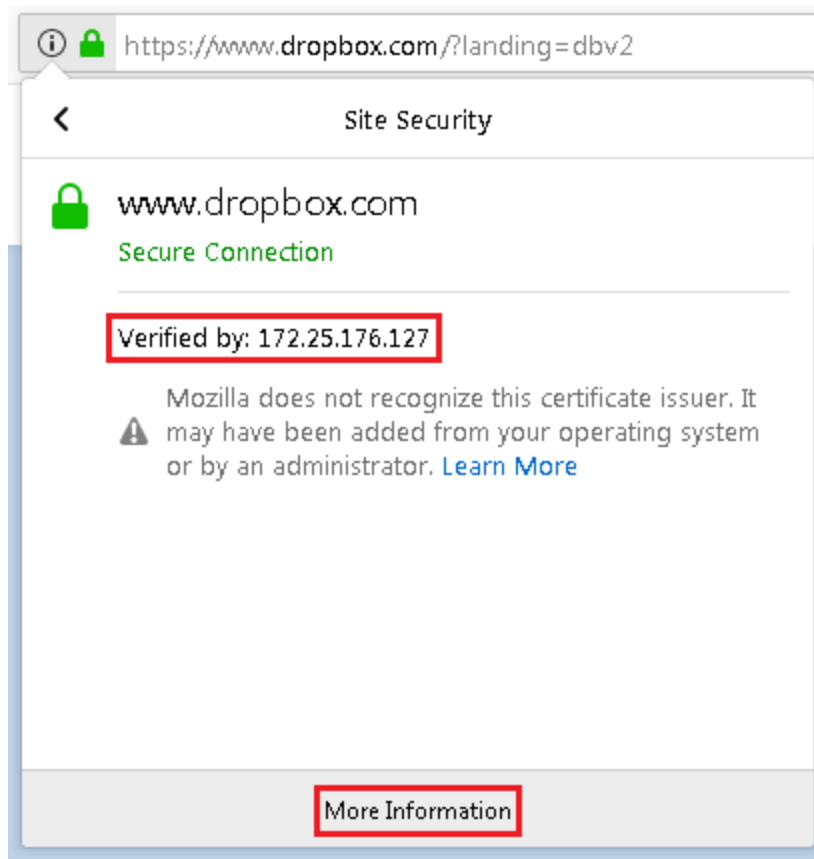 https://www.dropbox.com/?landing=dbv2
Site Security
www.dropbox.com
Secure Connection
Verified by: 172.25.176.127
Mozilla does not recognize this certificate issuer. It
may have been added from your operating system
or by an administrator. Learn More
More Information